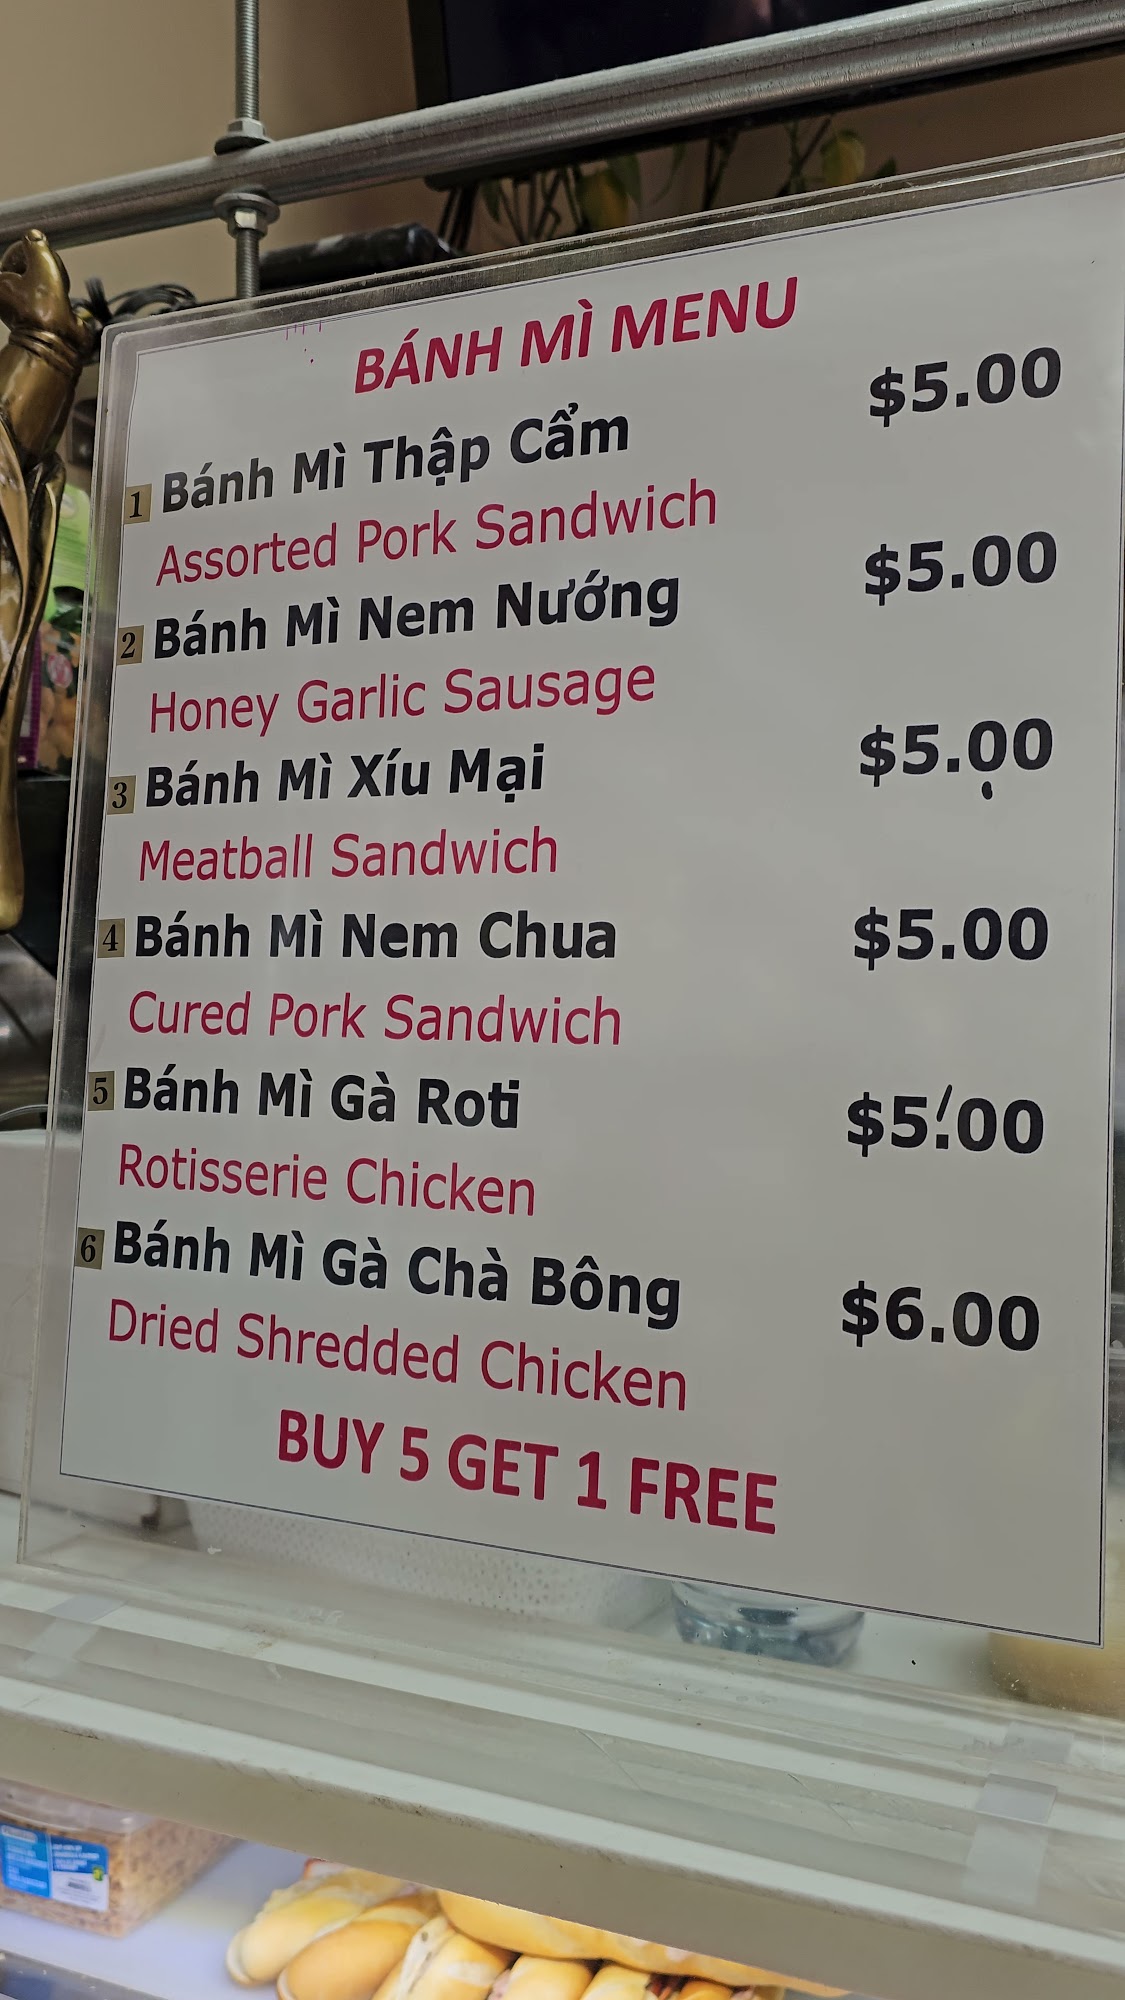 BÁNH MÌ MENU
1 Bánh Mì Thập Cẩm $5.00
Assorted Pork Sandwich
2 Bánh Mì Nem Nướng $5.00
Honey Garlic Sausage
3 Bánh Mì Xíu Mại $5.00
Meatball Sandwich
4 Bánh Mì Nem Chua $5.00
Cured Pork Sandwich
5 Bánh Mì Gà Roti $5.00
Rotisserie Chicken
6 Bánh Mì Gà Chà Bông $6.00
Dried Shredded Chicken
BUY 5 GET 1 FREE